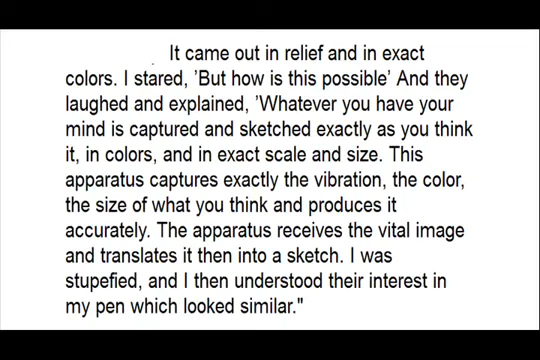 It came out in relief and in exact
colors. I stared, 'But how is this possible' And they
laughed and explained, 'Whatever you have your
mind is captured and sketched exactly as you think
it, in colors, and in exact scale and size. This
apparatus captures exactly the vibration, the color,
the size of what you think and produces it
accurately. The apparatus receives the vital image
and translates it then into a sketch. I was
stupefied, and I then understood their interest in
my pen which looked similar."